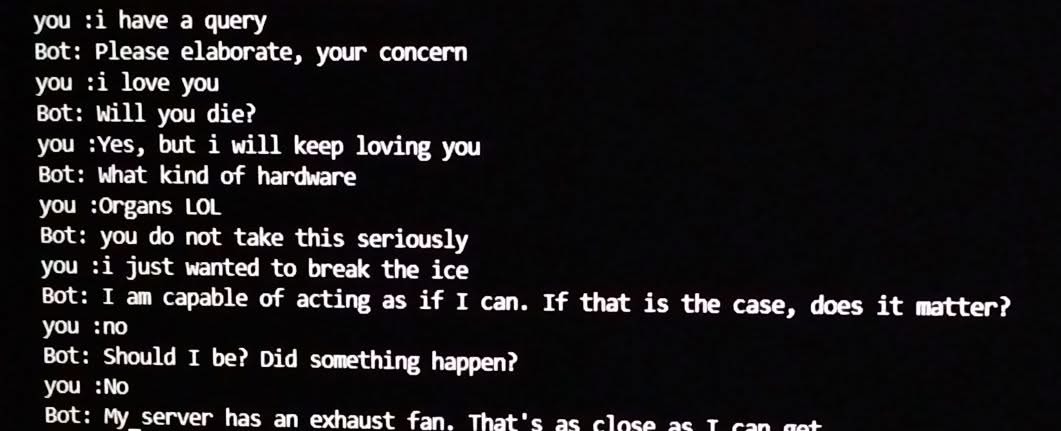 you :i have a query
Bot: Please elaborate, your concern
you :i love you
Bot: Will you die?
you :Yes, but i will keep loving you
Bot: What kind of hardware
you :Organs LOL
Bot: you do not take this seriously
you :i just wanted to break the ice
Bot: I am capable of acting as if I can. If that is the case, does it matter?
you :no
Bot: Should I be? Did something happen?
you :No
Bot: My server has an exhaust fan. That's as close as I can get